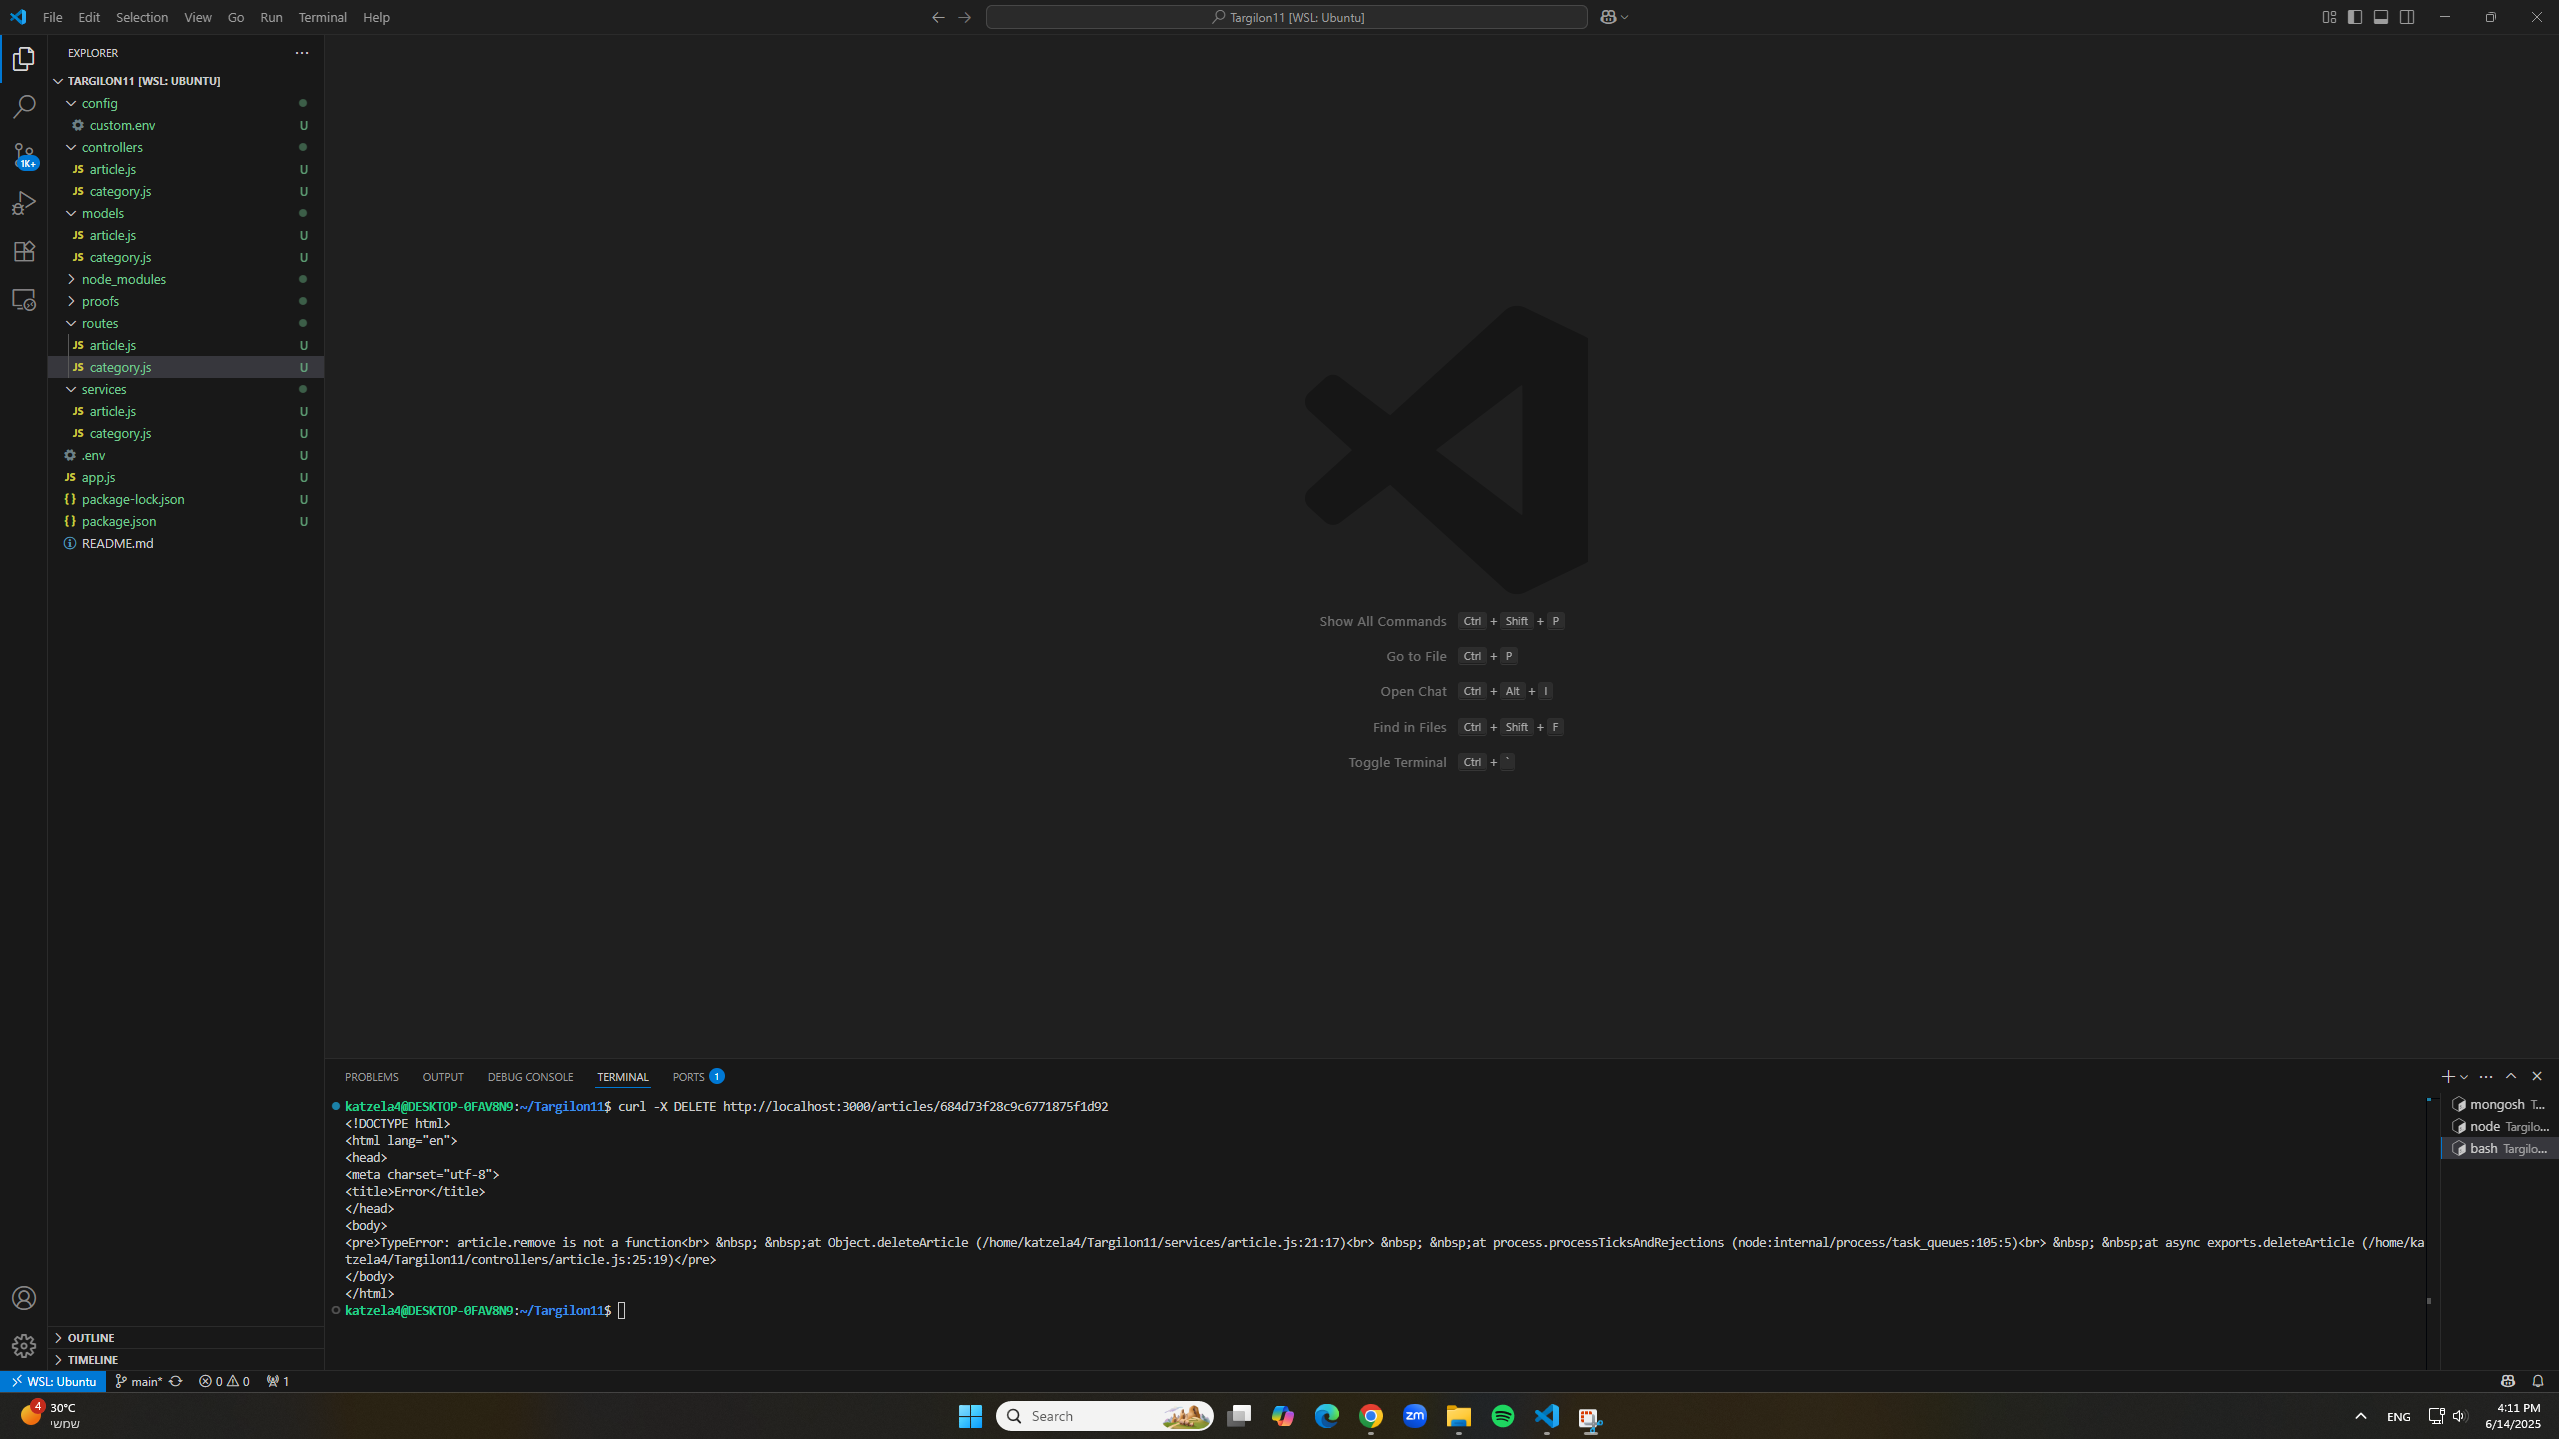 File Edit Selection View Go Run Terminal Help
Targilon11 [WSL: Ubuntu]
EXPLORER
TARGILON11 [WSL: UBUNTU]
config
custom.env U
controllers
article.js U
category.js U
models
article.js U
category.js U
node_modules
proofs
routes
article.js U
category.js U
services
article.js U
category.js U
.env U
app.js U
package-lock.json U
package.json U
README.md
1K+
Show All Commands Ctrl + Shift + P
Go to File Ctrl + P
Open Chat Ctrl + Alt + I
Find in Files Ctrl + Shift + F
Toggle Terminal Ctrl + `
PROBLEMS OUTPUT DEBUG CONSOLE TERMINAL PORTS 1
katzela4@DESKTOP-0FAV8N9:~/Targilon11$ curl -X DELETE http://localhost:3000/articles/684d73f28c9c6771875f1d92
<!DOCTYPE html>
<html lang="en">
<head>
<meta charset="utf-8">
<title>Error</title>
</head>
<body>
<pre>TypeError: article.remove is not a function<br> &nbsp; &nbsp;at Object.deleteArticle (/home/katzela4/Targilon11/services/article.js:21:17)<br> &nbsp; &nbsp;at process.processTicksAndRejections (node:internal/process/task_queues:105:5)<br> &nbsp; &nbsp;at async exports.deleteArticle (/home/ka
tzela4/Targilon11/controllers/article.js:25:19)</pre>
</body>
</html>
katzela4@DESKTOP-0FAV8N9:~/Targilon11$
mongosh T...
node Targilo...
bash Targilo...
OUTLINE
TIMELINE
WSL: Ubuntu main* 0 0 1
4
30°C
שמשי
Search
zm
ENG
4:11 PM
6/14/2025